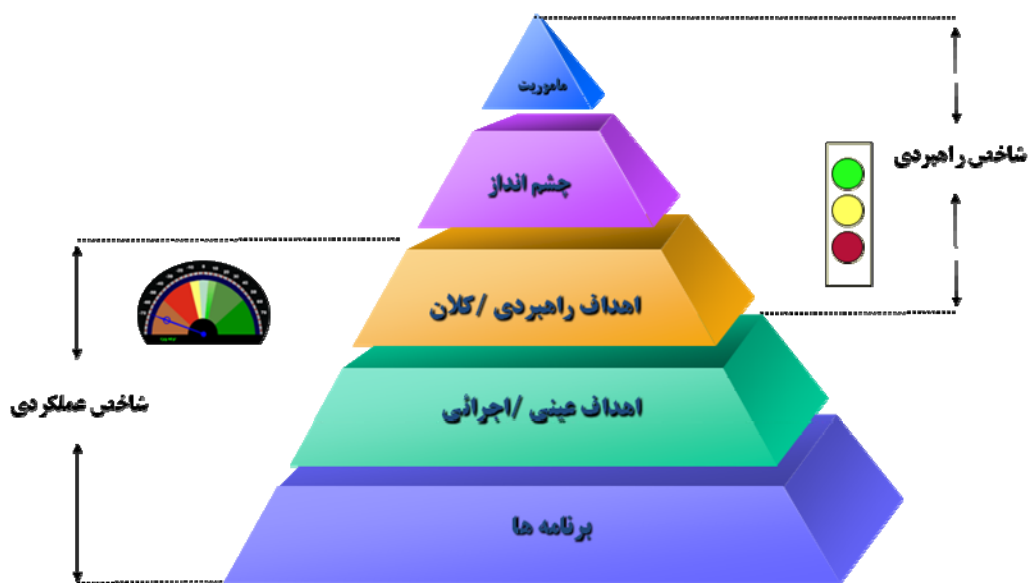 ماموریت
چشم انداز
شاخص راهبردی
اهداف راهبردی /کلان
شاخص عملکردی
اهداف عینی /اجرائی
برنامه ها